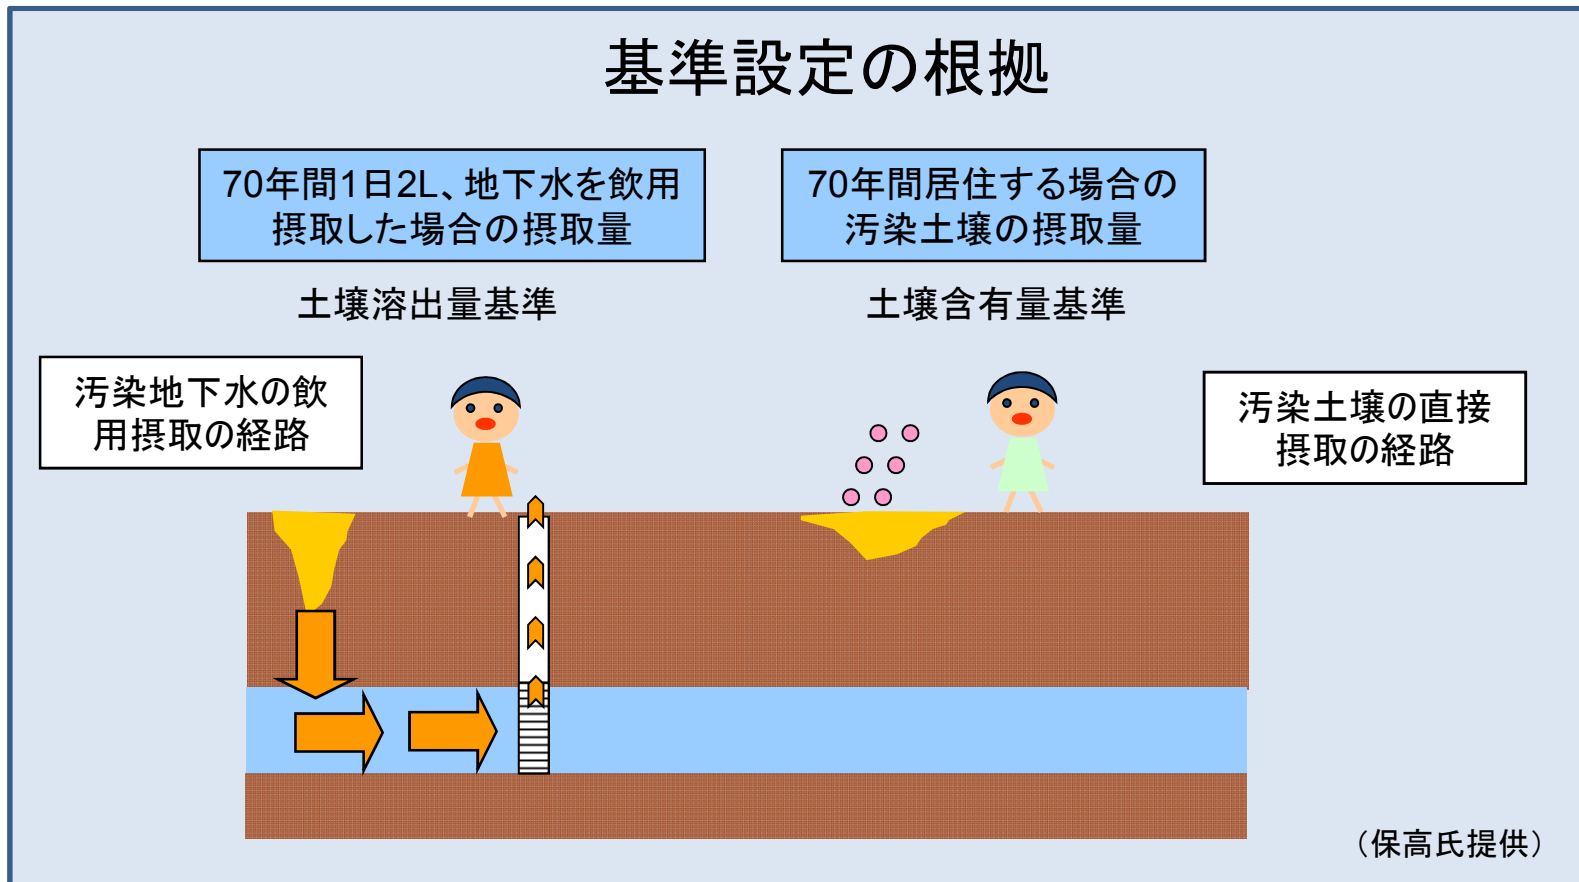 基準設定の根拠
70年間1日2L、地下水を飲用
摂取した場合の摂取量
70年間居住する場合の
汚染土壌の摂取量
土壌溶出量基準
土壌含有量基準
汚染地下水の飲
用摂取の経路
汚染土壌の直接
摂取の経路
（保高氏提供）